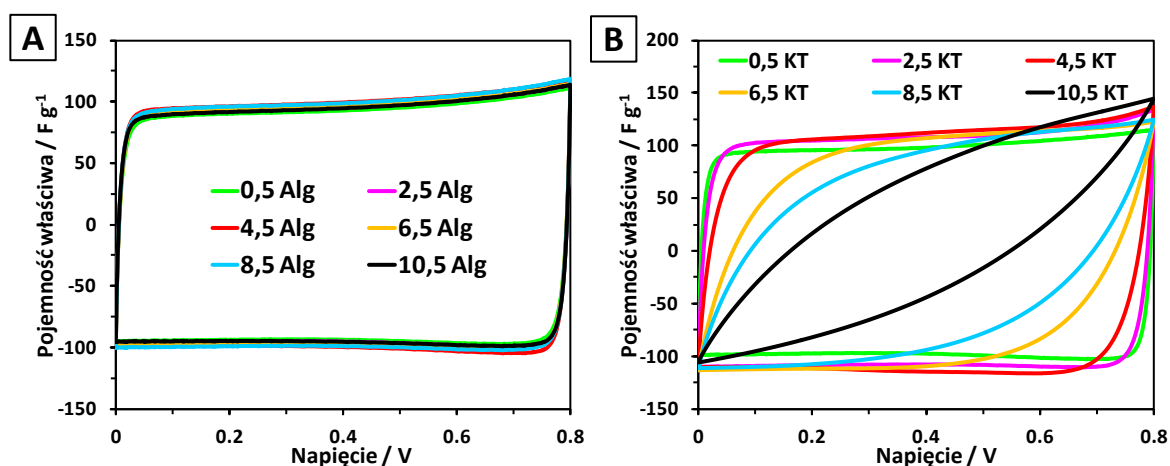 A
Pojemność właściwa / F g⁻¹
150
100
50
0
-50
-100
-150
0,5 Alg 2,5 Alg
4,5 Alg 6,5 Alg
8,5 Alg 10,5 Alg
0 0.2 0.4 0.6 0.8
Napięcie / V
B
Pojemność właściwa / F g⁻¹
200
150
100
50
0
-50
-100
-150
0,5 KT 2,5 KT 4,5 KT
6,5 KT 8,5 KT 10,5 KT
0 0.2 0.4 0.6 0.8
Napięcie / V